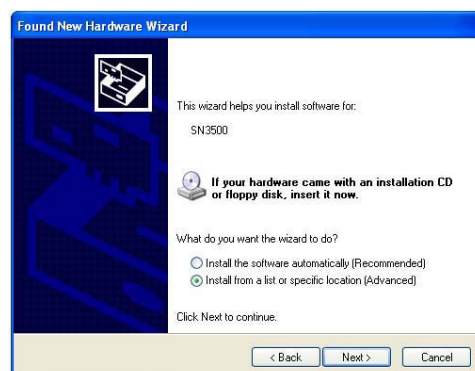 Found New Hardware Wizard
This wizard helps you install software for:
SN3500
If your hardware came with an installation CD
or floppy disk, insert it now.
What do you want the wizard to do?
Install the software automatically (Recommended)
Install from a list or specific location (Advanced)
Click Next to continue.
< Back
Next >
Cancel